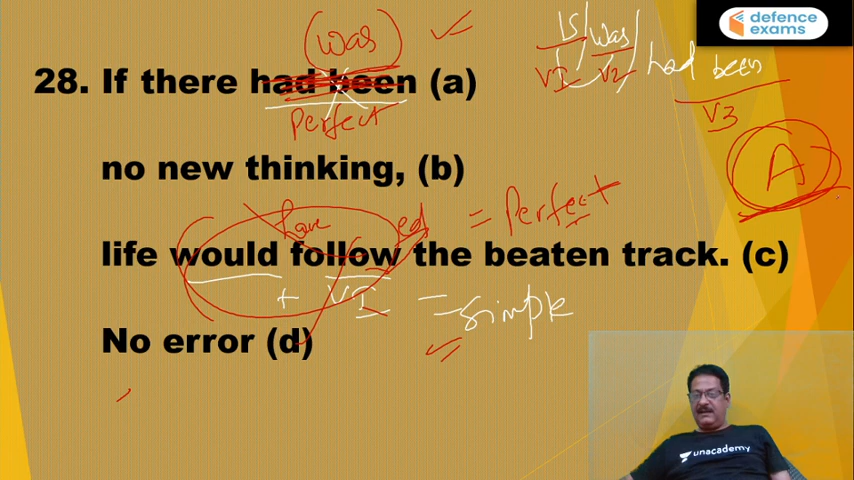 defence
exams
(was)
Is/was/had been
V1 V2
V3
28. If there had been (a)
Perfect
A
no new thinking, (b)
have ed = Perfect
life would follow the beaten track. (c)
+ VI = simple
No error (d)
unacademy